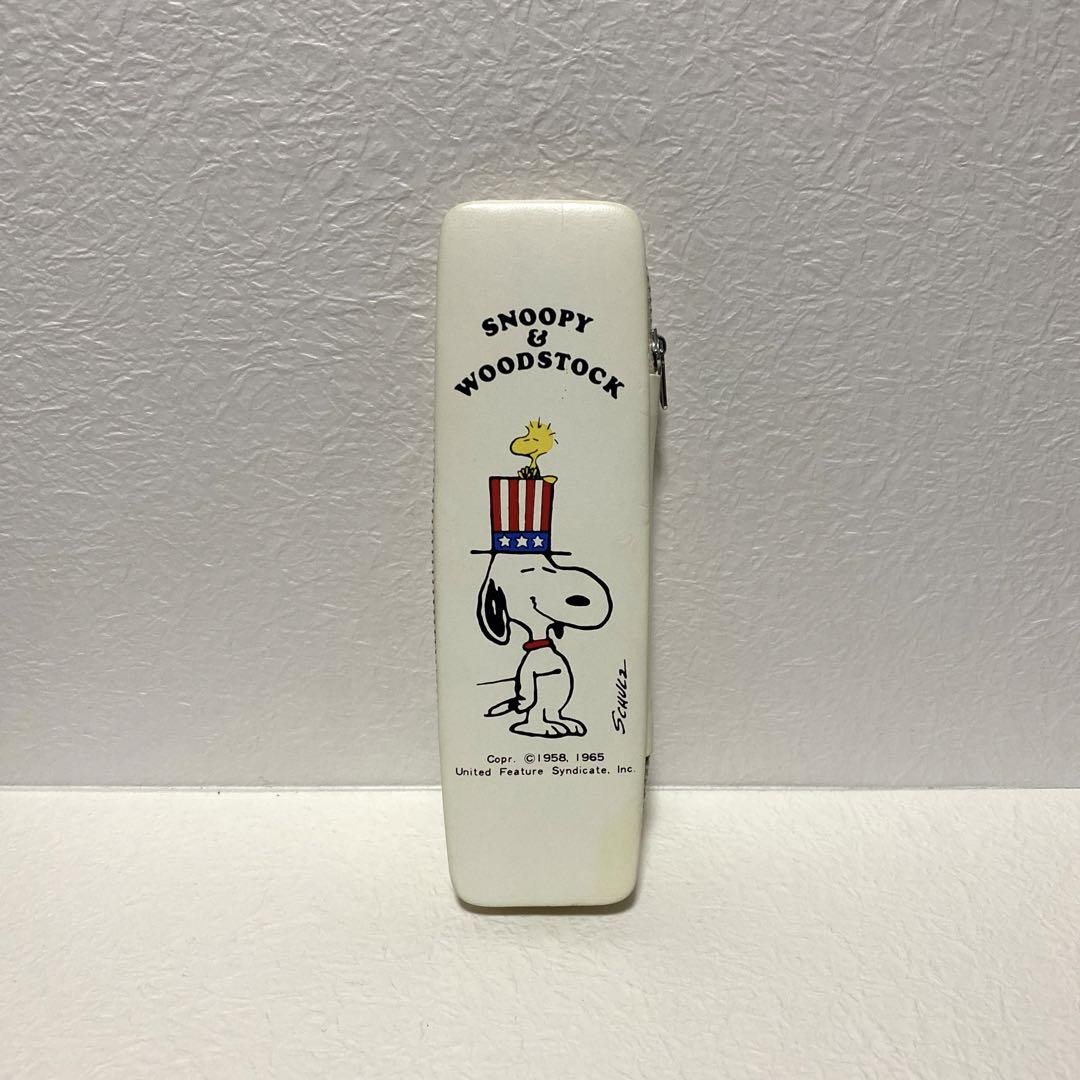 SNOOPY
&
WOODSTOCK
SCHULZ
Copr. ©1958, 1965
United Feature Syndicate, Inc.